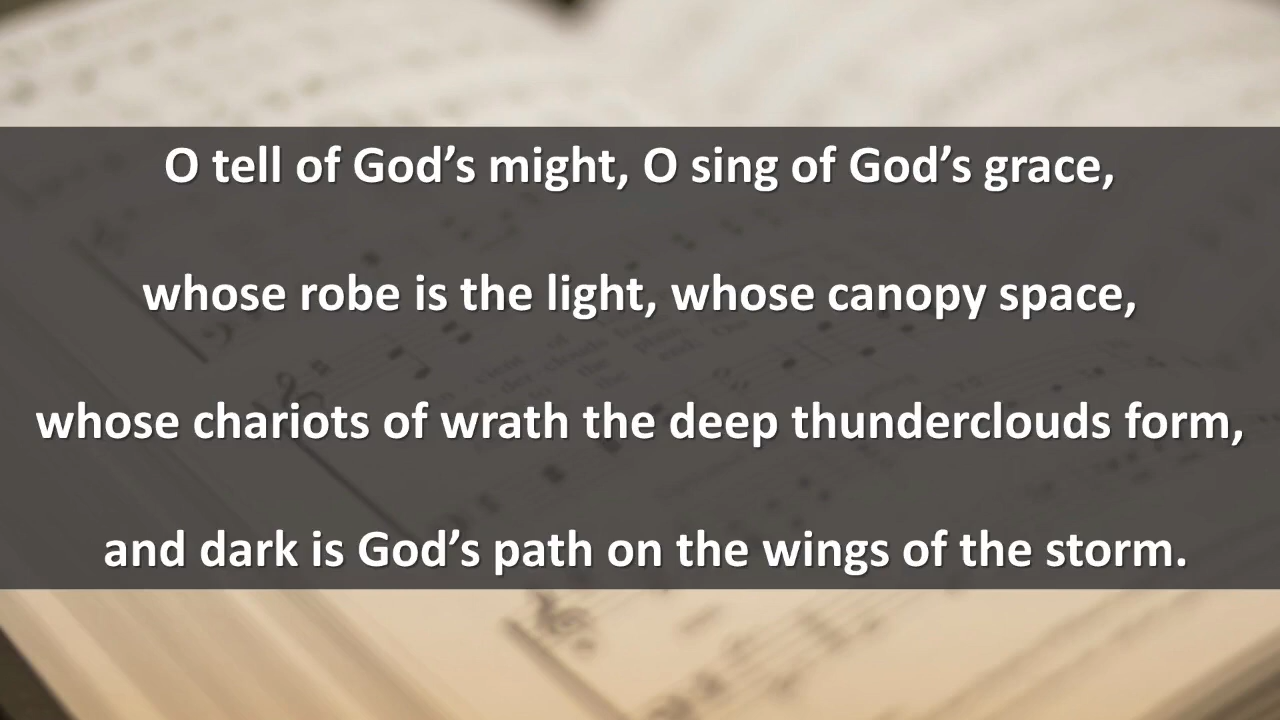 O tell of God’s might, O sing of God’s grace,
whose robe is the light, whose canopy space,
whose chariots of wrath the deep thunderclouds form,
and dark is God’s path on the wings of the storm.